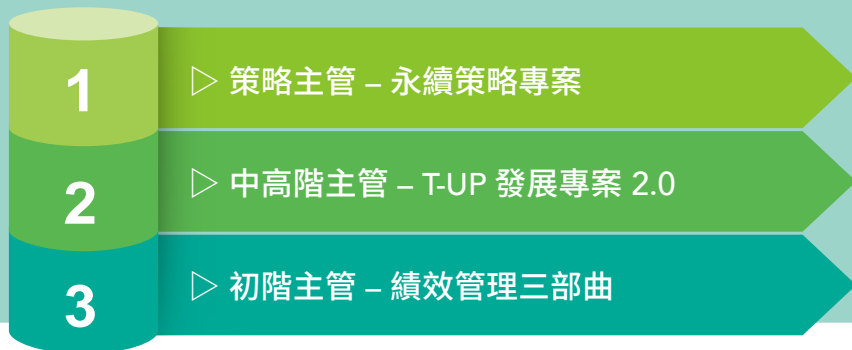 1
▷ 策略主管 – 永續策略專案
2
▷ 中高階主管 – T-UP 發展專案 2.0
3
▷ 初階主管 – 績效管理三部曲